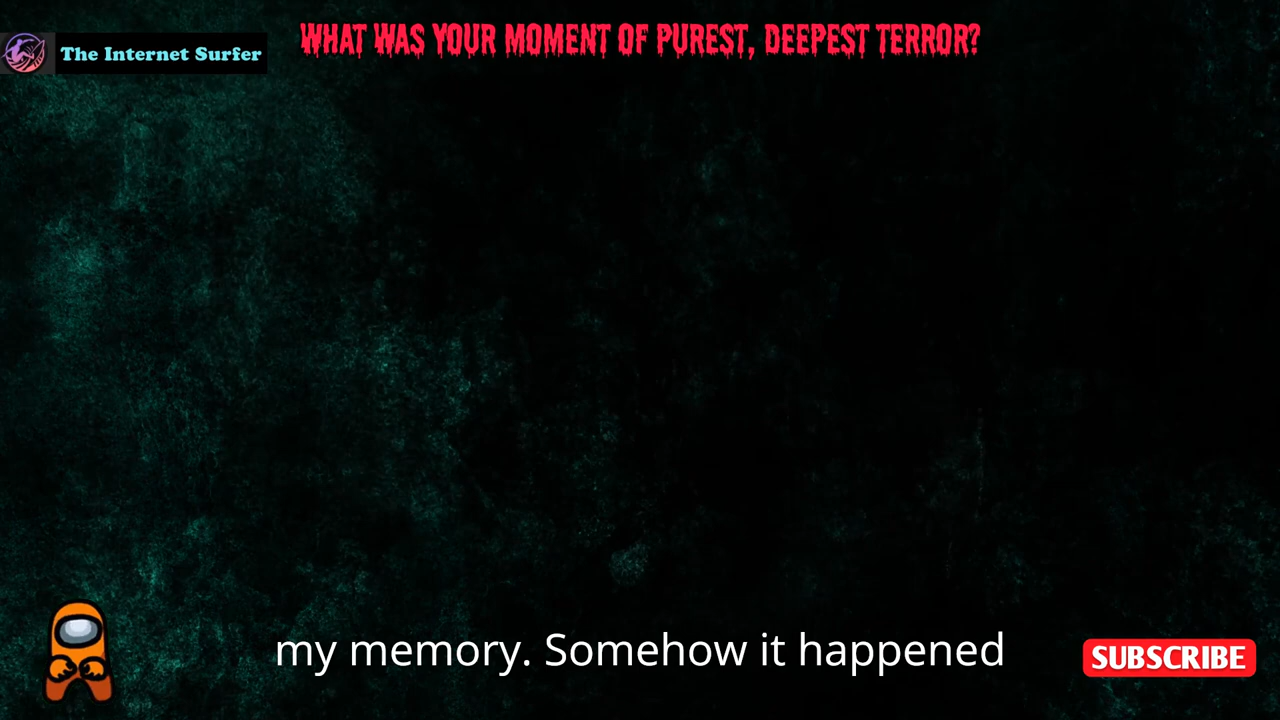 WHAT WAS YOUR MOMENT OF PUREST, DEEPEST TERROR?
The Internet Surfer
my memory. Somehow it happened
SUBSCRIBE